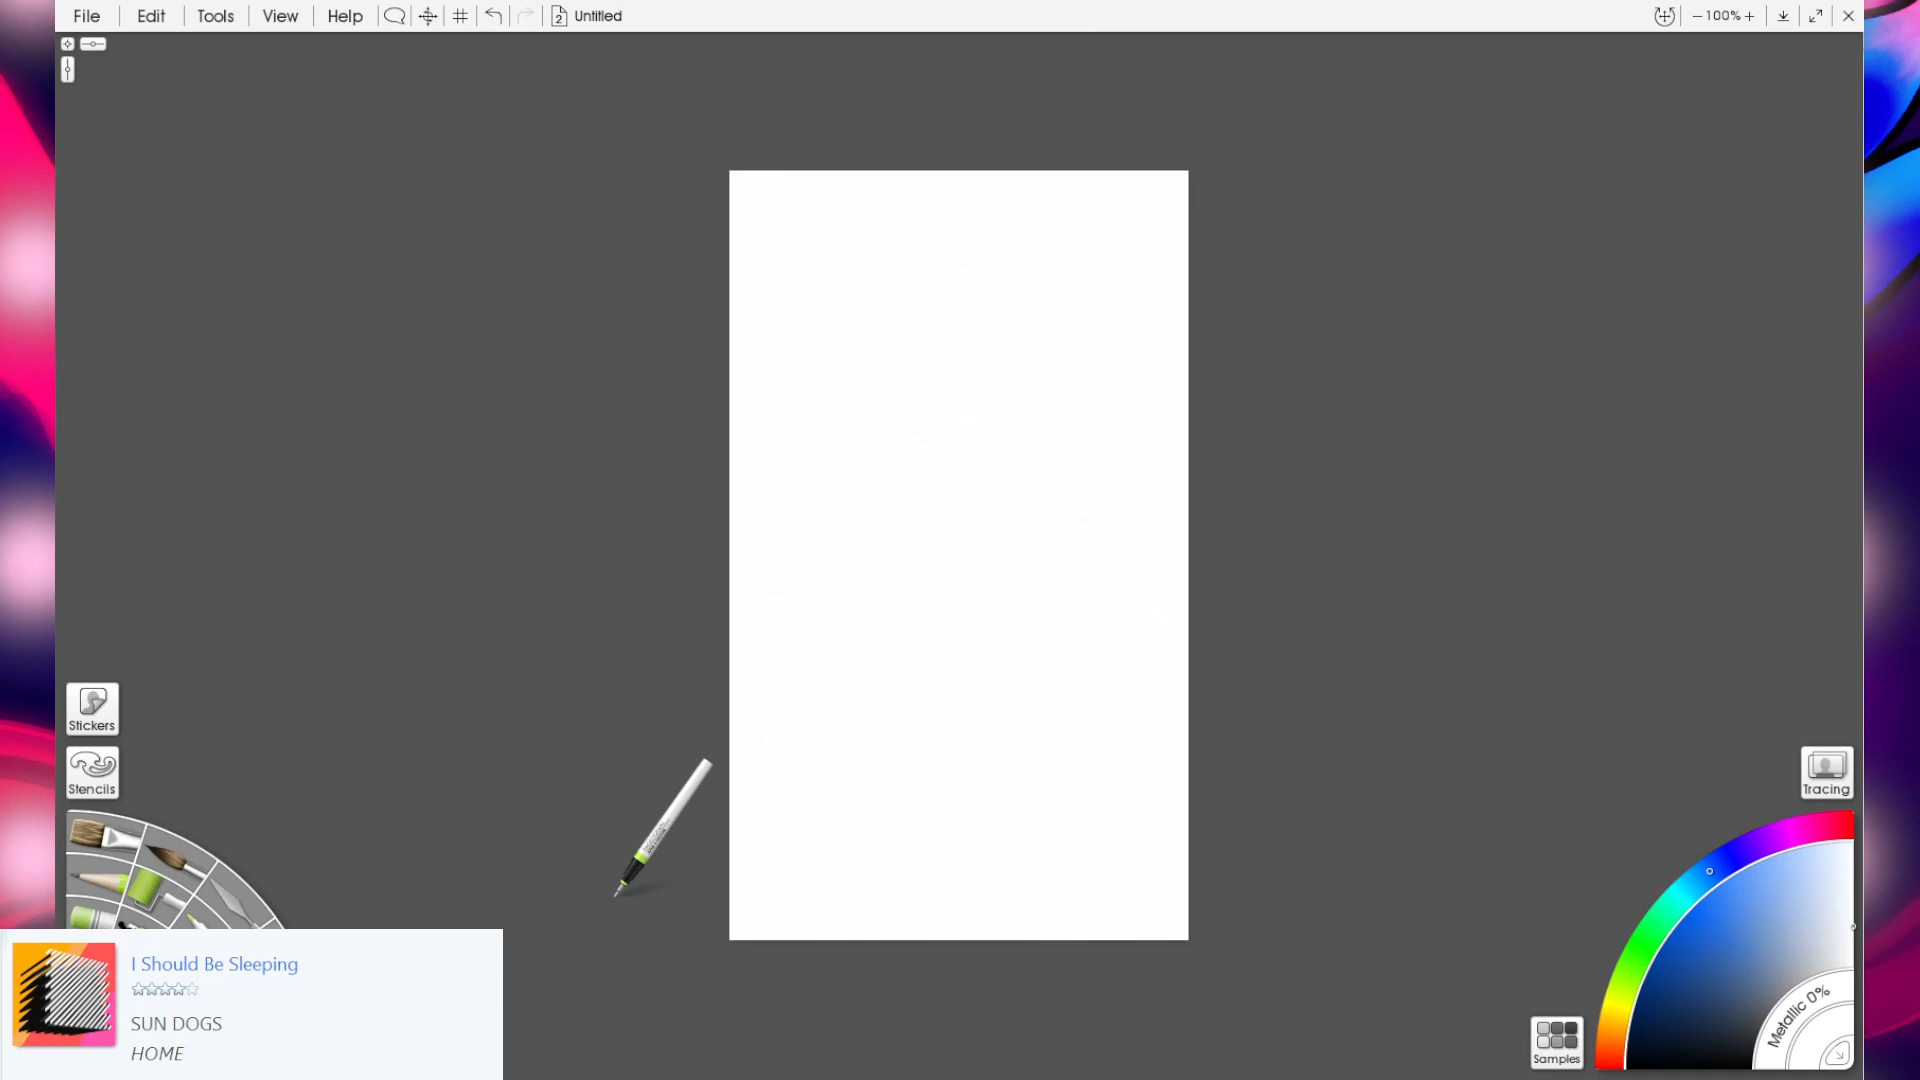 File Edit Tools View Help 2 Untitled −100%+
Stickers
Stencils
Tracing
Metallic 0%
Samples
I Should Be Sleeping
SUN DOGS
HOME